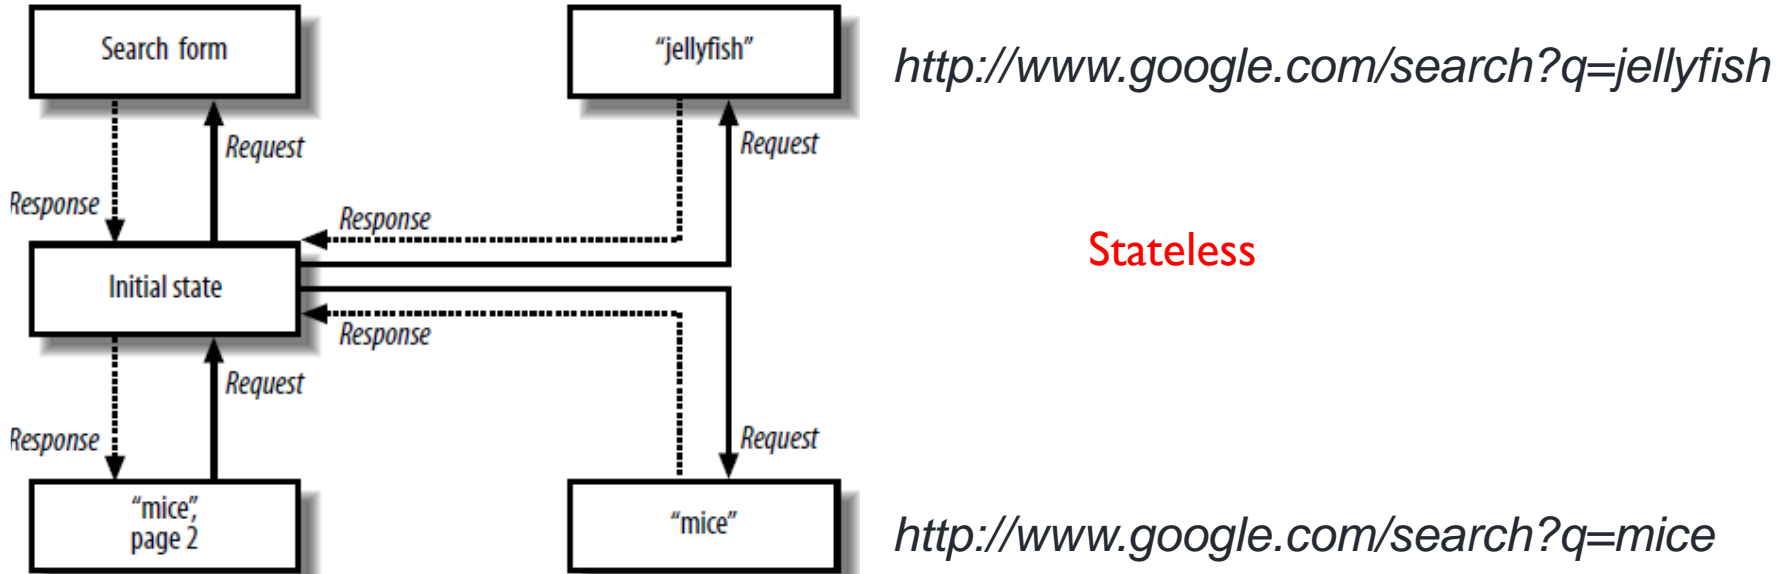 Search form
"jellyfish"
http://www.google.com/search?q=jellyfish
Request
Request
Response
Response
Stateless
Initial state
Response
Request
Response
Request
"mice",
page 2
"mice"
http://www.google.com/search?q=mice